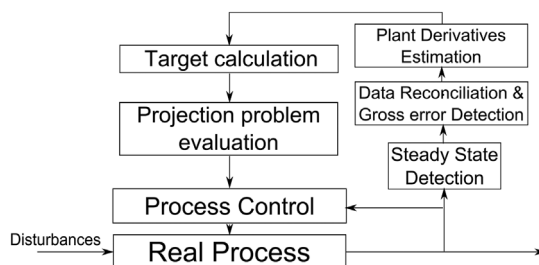 Plant Derivatives
Estimation
Target calculation
Data Reconciliation &
Gross error Detection
Projection problem
evaluation
Steady State
Detection
Process Control
Disturbances
Real Process